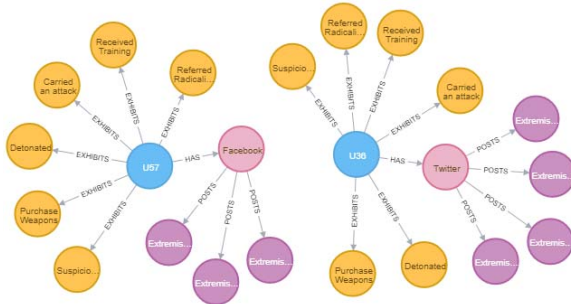 Received
Training
Referred
Radicali...
Carried
an attack
EXHIBITS
EXHIBITS
EXHIBITS
Detonated
EXHIBITS
U57
HAS
Facebook
EXHIBITS
Purchase
Weapons
EXHIBITS
Suspicio...
POSTS
POSTS
POSTS
Extremis...
Extremis...
Extremis...
Referred
Radicali...
Received
Training
Suspicio...
Carried
an attack
EXHIBITS
EXHIBITS
EXHIBITS
EXHIBITS
U36
HAS
Twitter
EXHIBITS
EXHIBITS
Purchase
Weapons
Detonated
POSTS
POSTS
POSTS
POSTS
Extremis...
Extremis...
Extremis...
Extremis...